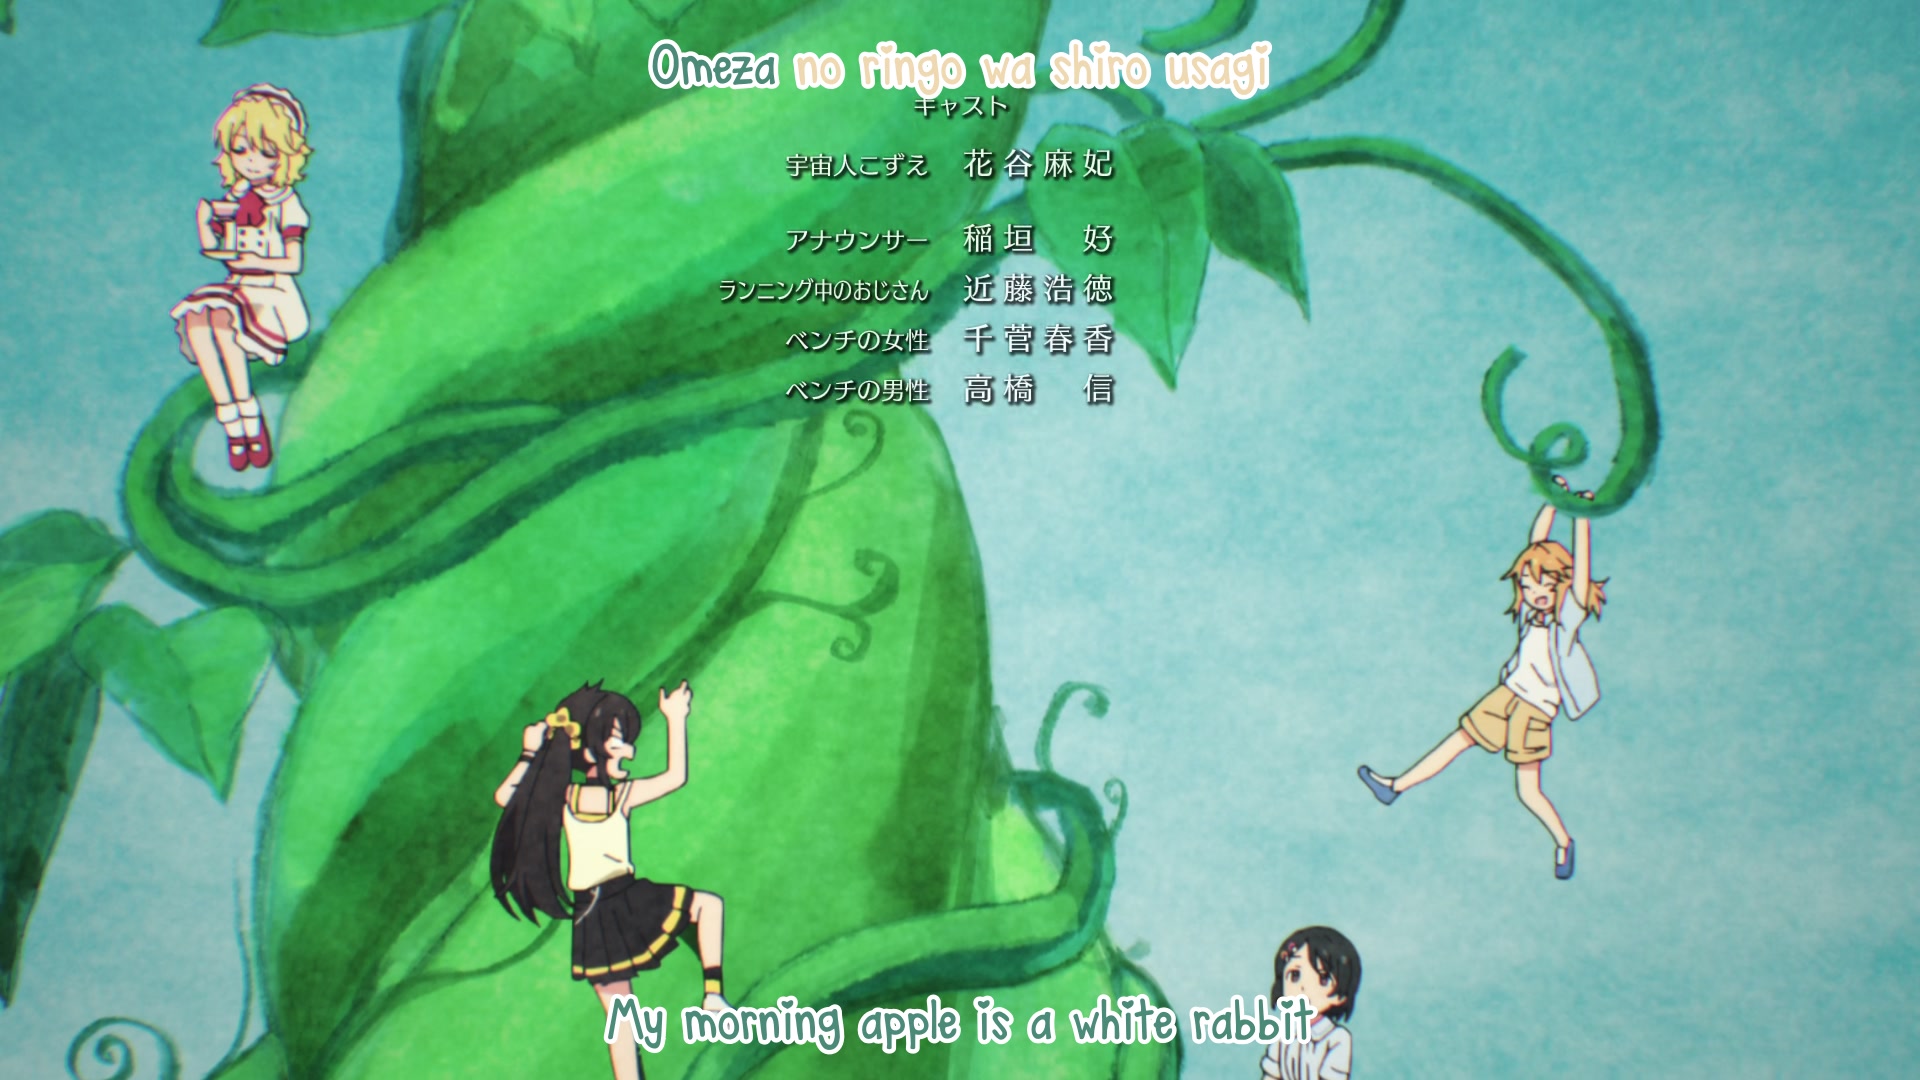 Omeza no ringo wa shiro usagi
キャスト
宇宙人こずえ 花谷麻妃
アナウンサー 稲垣 好
ランニング中のおじさん 近藤浩徳
ベンチの女性 千菅春香
ベンチの男性 高橋 信
My morning apple is a white rabbit